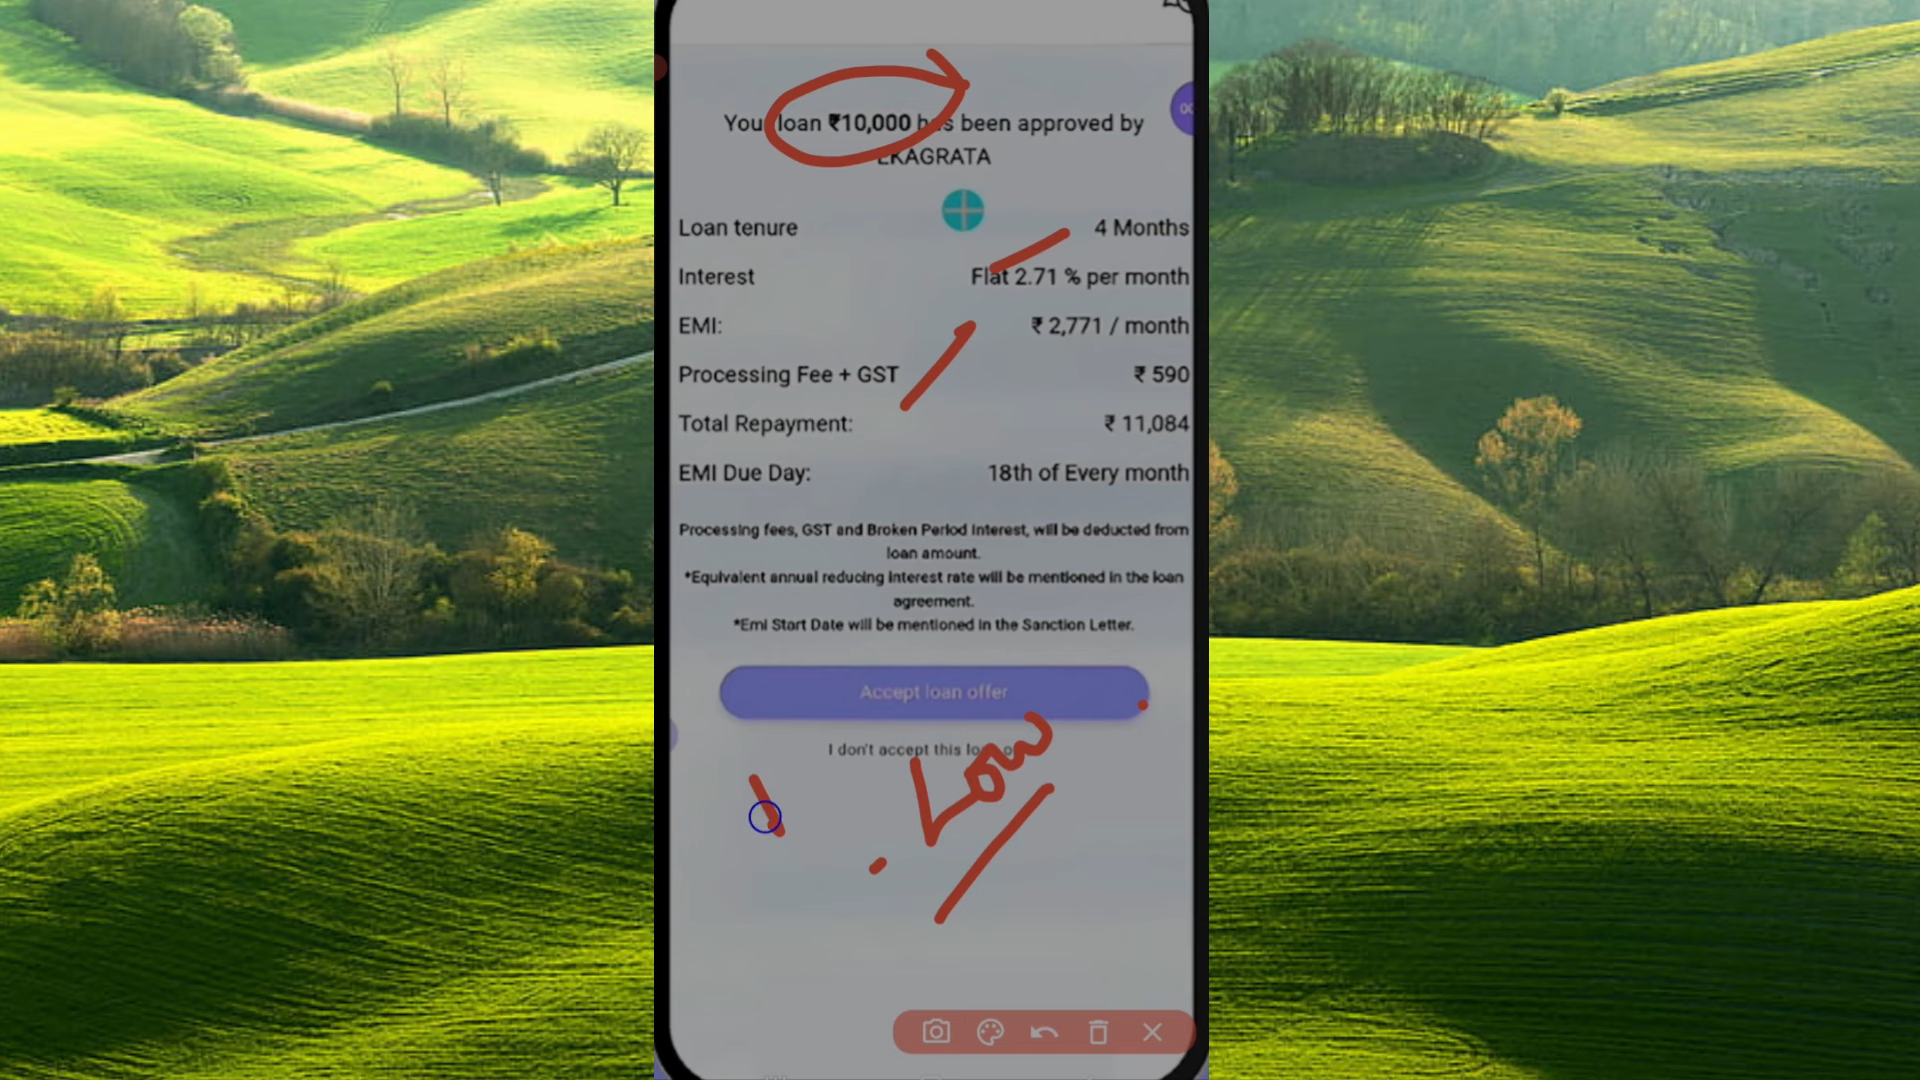 Your loan ₹10,000 has been approved by
EKAGRATA
Loan tenure 4 Months
Interest Flat 2.71 % per month
EMI: ₹ 2,771 / month
Processing Fee + GST ₹ 590
Total Repayment: ₹ 11,084
EMI Due Day: 18th of Every month
Processing fees, GST and Broken Period Interest, will be deducted from
loan amount.
*Equivalent annual reducing interest rate will be mentioned in the loan
agreement.
*Emi Start Date will be mentioned in the Sanction Letter.
Accept loan offer
I don't accept this
Low